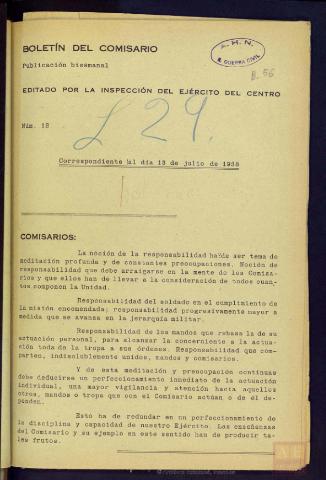 BOLETÍN DEL COMISARIO
A. H. N.
S. GUERRA CIVIL
Publicación bisemanal
B. 56
EDITADO POR LA INSPECCIÓN DEL EJÉRCITO DEL CENTRO
Núm. 12
L 29.
Correspondiente al día 13 de julio de 1938
COMISARIOS:
La noción de la responsabilidad ha de ser tema de
meditación profunda y de constantes preocupaciones. Noción de
responsabilidad que debe arraigarse en la mente de los Comisa-
rios y que ellos han de llevar a la consideración de todos cuan-
tos componen la Unidad.
Responsabilidad del soldado en el cumplimiento de
la misión encomendada; responsabilidad progresivamente mayor a
medida que se avanza en la jerarquía militar.
Responsabilidad de los mandos que rebasa la de su
actuación personal, para alcanzar la concerniente a la actua-
ción toda de la tropa a sus órdenes. Responsabilidad que com-
parten, indisolublemente unidos, mandos y comisarios.
Y de esta meditación y preocupación continuas
debe deducirse un perfeccionamiento inmediato de la actuación
individual, una mayor vigilancia y atención hasta aquellos
otros, mandos o tropa que con el Comisario actúan o de él de-
penden.
Esto ha de redundar en un perfeccionamiento de
la disciplina y capacidad de nuestro Ejército. Las enseñanzas
del Comisario y su ejemplo en este sentido han de producir ta-
les frutos.